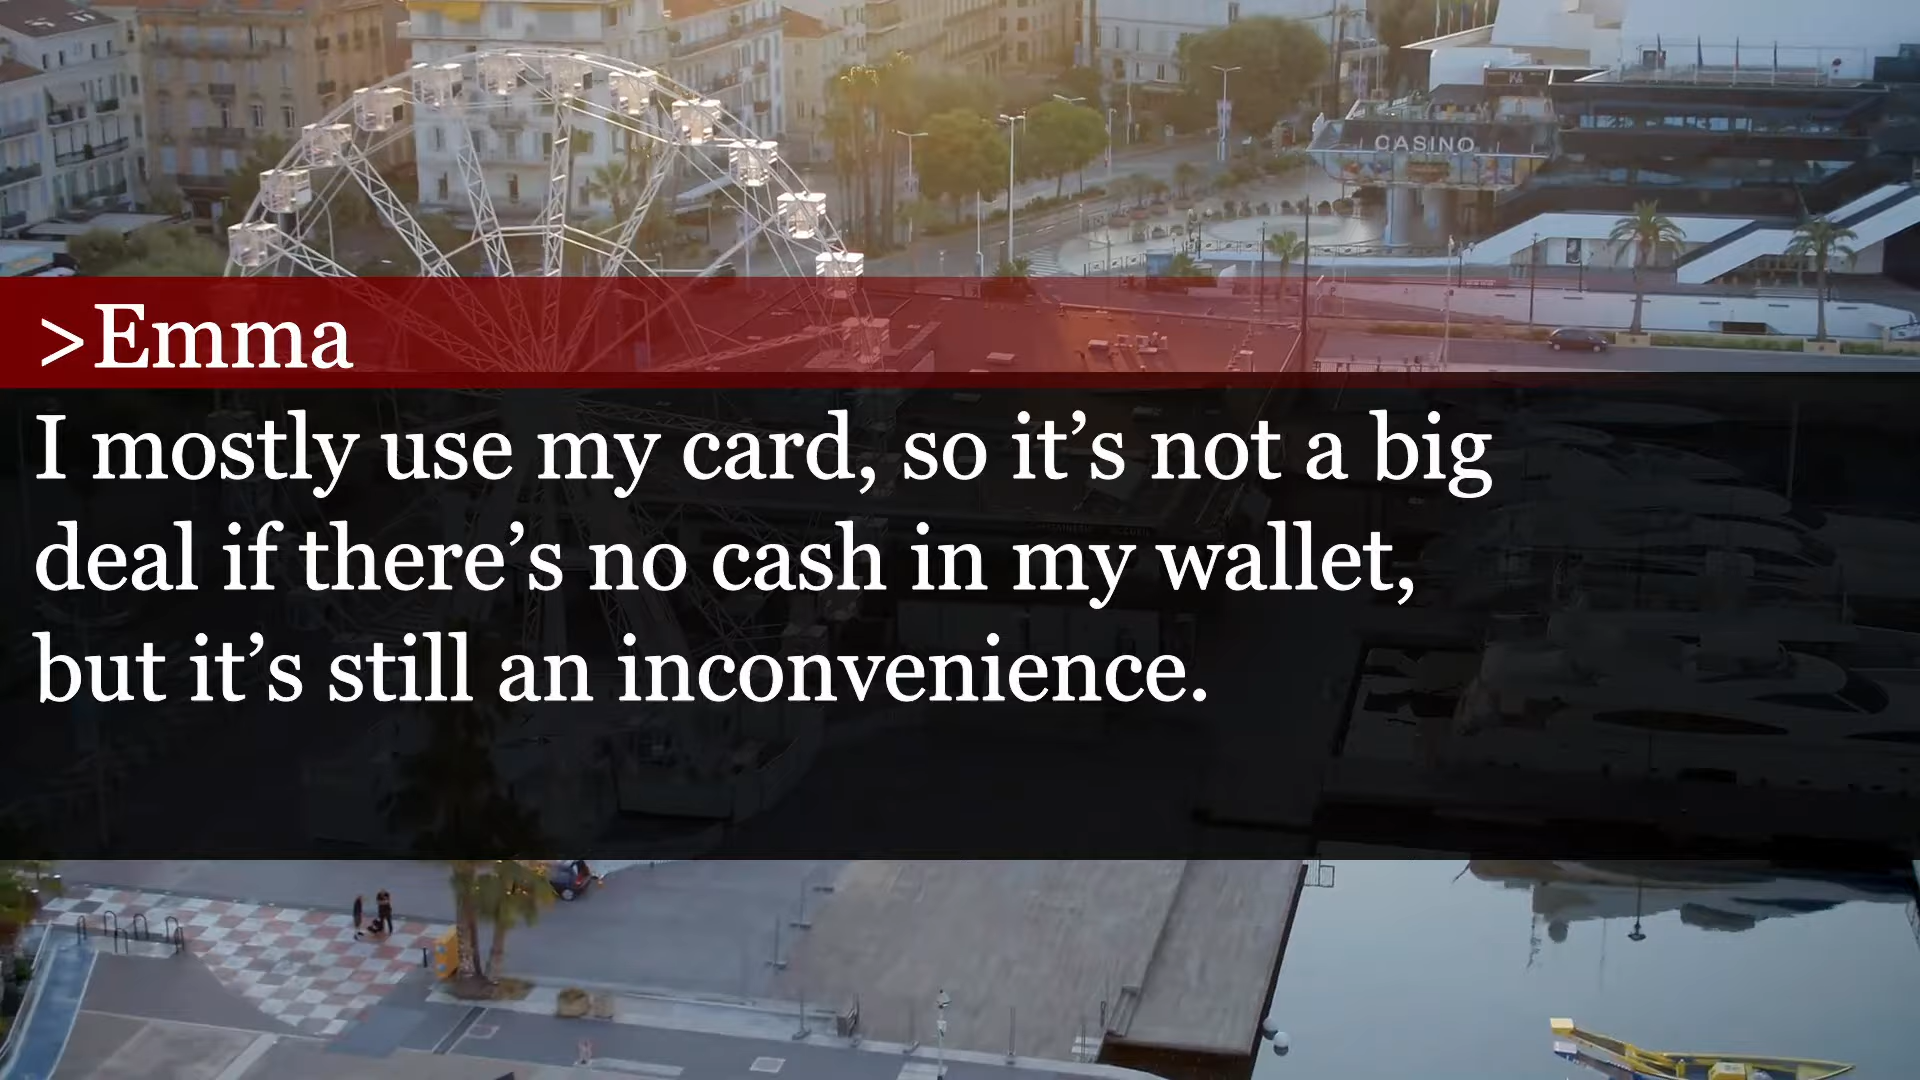 CASINO
>Emma
I mostly use my card, so it’s not a big
deal if there’s no cash in my wallet,
but it’s still an inconvenience.